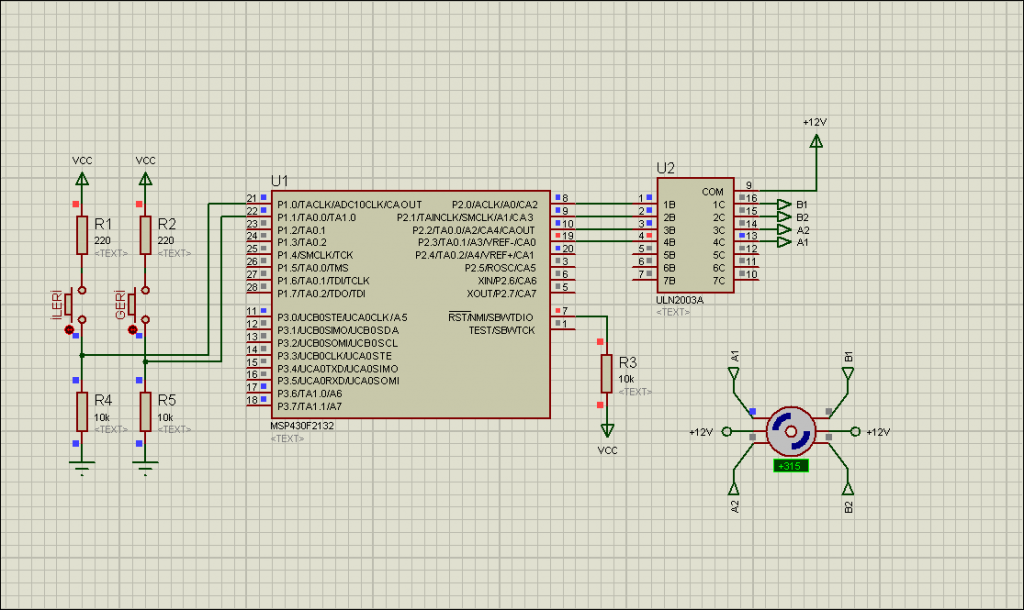 +12V
VCC VCC
U1
U2
R1
220
<TEXT>
R2
220
<TEXT>
İLERİ
GERİ
R4
10k
<TEXT>
R5
10k
<TEXT>
21 P1.0/TACLK/ADC10CLK/CAOUT
22 P1.1/TA0.0/TA1.0
23 P1.2/TA0.1
24 P1.3/TA0.2
25 P1.4/SMCLK/TCK
26 P1.5/TA0.0/TMS
27 P1.6/TA0.1/TDI/TCLK
28 P1.7/TA0.2/TDO/TDI
11 P3.0/UCB0STE/UCA0CLK/A5
12 P3.1/UCB0SIMO/UCB0SDA
13 P3.2/UCB0SOMI/UCB0SCL
14 P3.3/UCB0CLK/UCA0STE
15 P3.4/UCA0TXD/UCA0SIMO
16 P3.5/UCA0RXD/UCA0SOMI
17 P3.6/TA1.0/A6
18 P3.7/TA1.1/A7
P2.0/ACLK/A0/CA2 8
P2.1/TAINCLK/SMCLK/A1/CA3 9
P2.2/TA0.0/A2/CA4/CAOUT 10
P2.3/TA0.1/A3/VREF-/CA0 19
P2.4/TA0.2/A4/VREF+/CA1 20
P2.5/ROSC/CA5 3
XIN/P2.6/CA6 6
XOUT/P2.7/CA7 5
RST/NMI/SBWTDIO 7
TEST/SBWTCK 1
MSP430F2132
<TEXT>
R3
10k
<TEXT>
VCC
COM 9
1 1B 1C 16 B1
2 2B 2C 15 B2
3 3B 3C 14 A2
4 4B 4C 13 A1
5 5B 5C 12
6 6B 6C 11
7 7B 7C 10
ULN2003A
<TEXT>
A1 B1
+12V +12V
+315
A2 B2